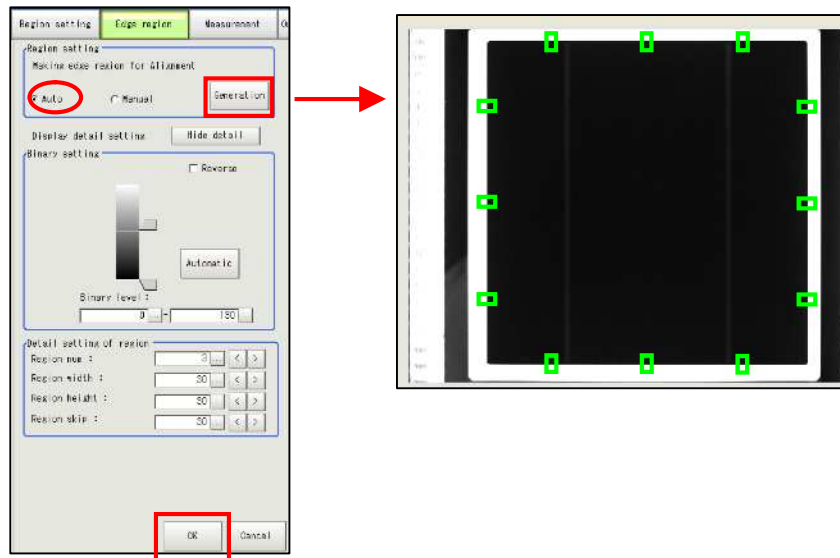 Region setting
Edge region
Measurement
Region setting
Making edge region for Alignment
Auto
Manual
Generation
Display detail setting
Hide detail
Binary setting
Reverse
Automatic
Binary level :
0 ... - 130 ...
Detail setting of region
Region num : 3 ... < >
Region width : 30 ... < >
Region height : 30 ... < >
Region skip : 30 ... < >
OK
Cancel